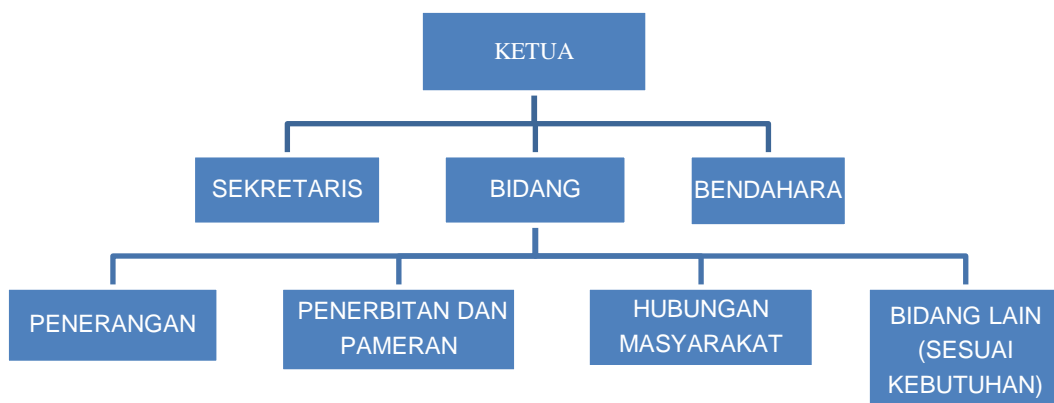 KETUA
SEKRETARIS
BIDANG
BENDAHARA
PENERANGAN
PENERBITAN DAN
PAMERAN
HUBUNGAN
MASYARAKAT
BIDANG LAIN
(SESUAI
KEBUTUHAN)